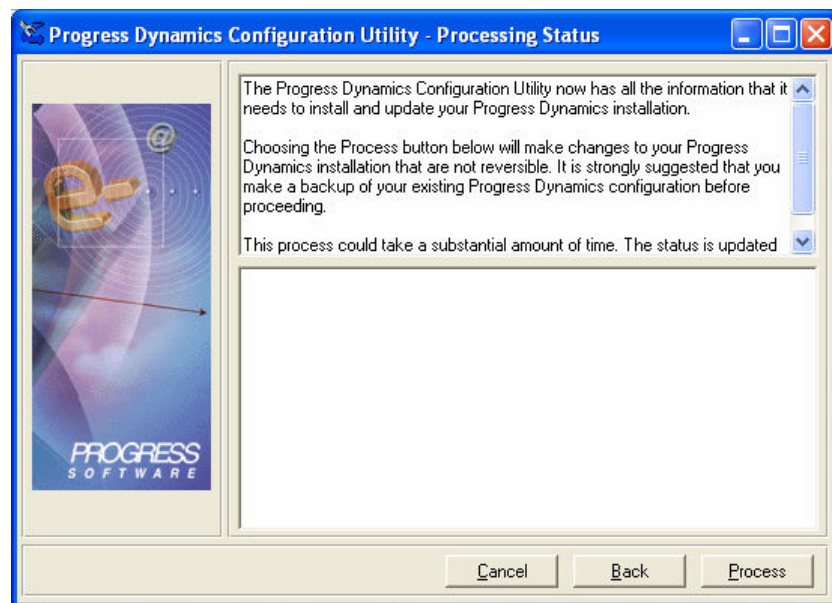 Progress Dynamics Configuration Utility - Processing Status
The Progress Dynamics Configuration Utility now has all the information that it
needs to install and update your Progress Dynamics installation.
Choosing the Process button below will make changes to your Progress
Dynamics installation that are not reversible. It is strongly suggested that you
make a backup of your existing Progress Dynamics configuration before
proceeding.
This process could take a substantial amount of time. The status is updated
@
e-
PROGRESS
SOFTWARE
Cancel Back Process